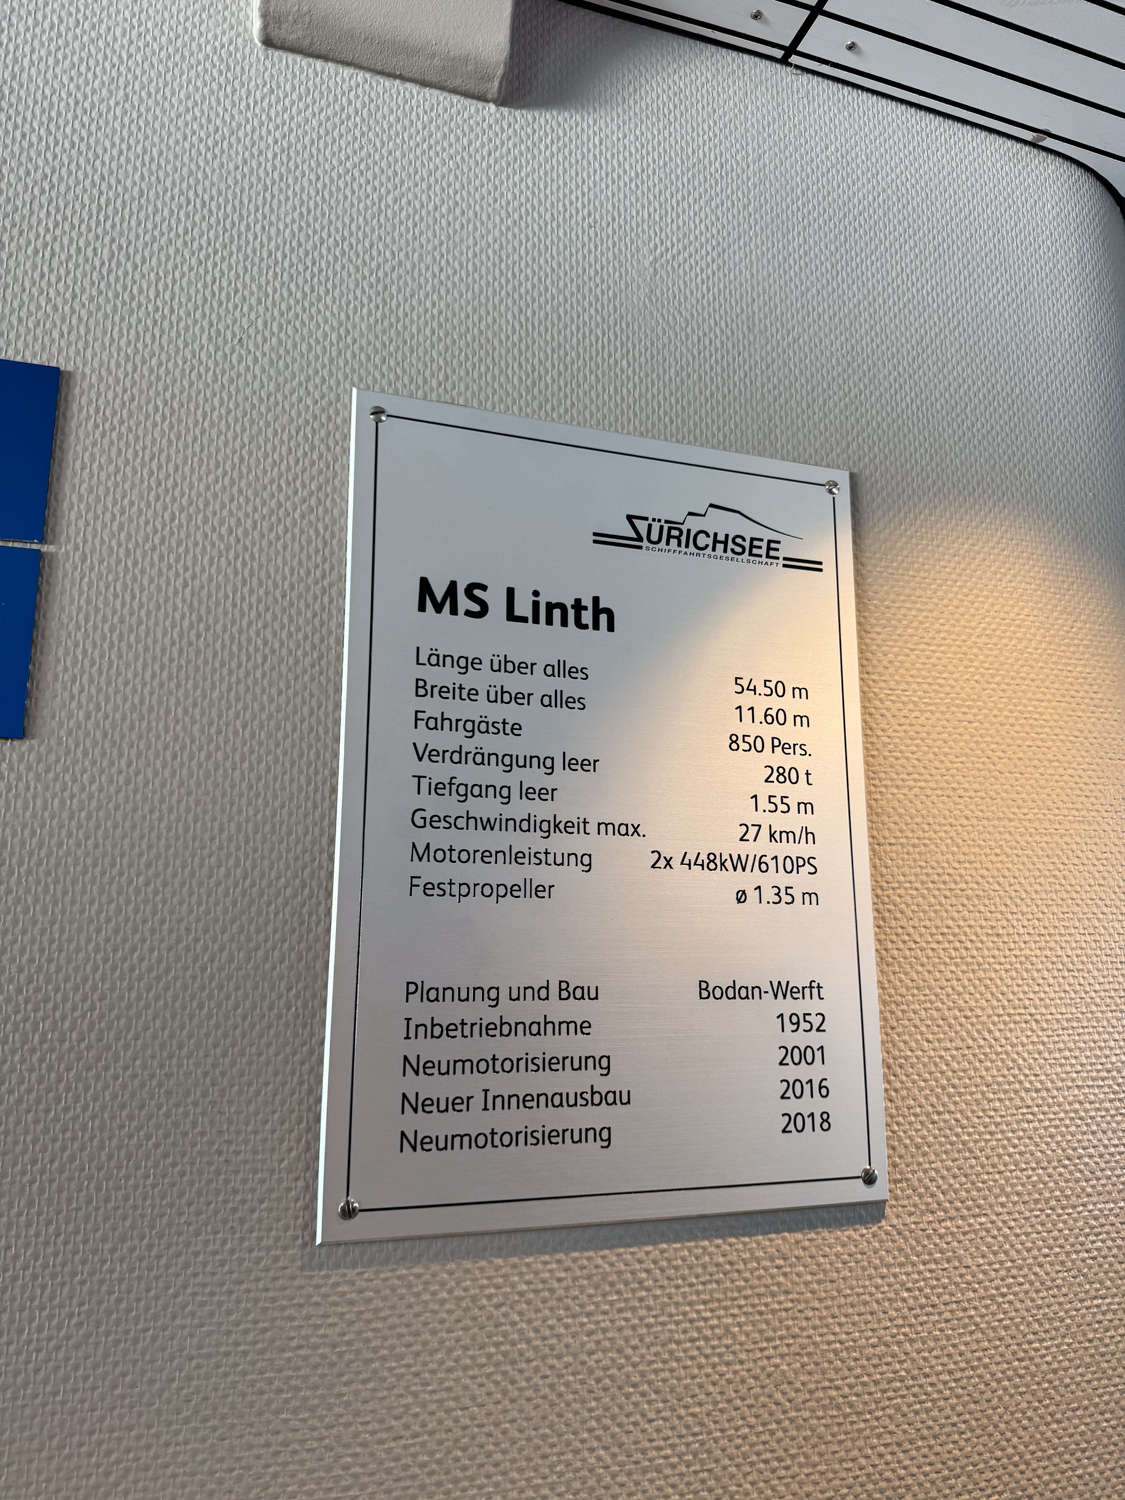 ZÜRICHSEE
SCHIFFFAHRTSGESELLSCHAFT
MS Linth
Länge über alles 54.50 m
Breite über alles 11.60 m
Fahrgäste 850 Pers.
Verdrängung leer 280 t
Tiefgang leer 1.55 m
Geschwindigkeit max. 27 km/h
Motorenleistung 2x 448kW/610PS
Festpropeller ø 1.35 m
Planung und Bau Bodan-Werft
Inbetriebnahme 1952
Neumotorisierung 2001
Neuer Innenausbau 2016
Neumotorisierung 2018